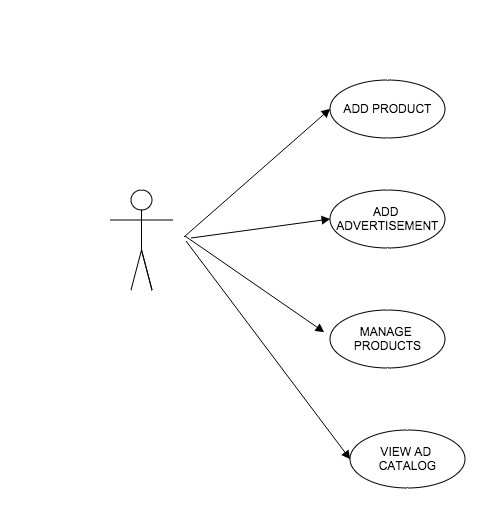 ADD PRODUCT
ADD
ADVERTISEMENT
MANAGE
PRODUCTS
VIEW AD
CATALOG